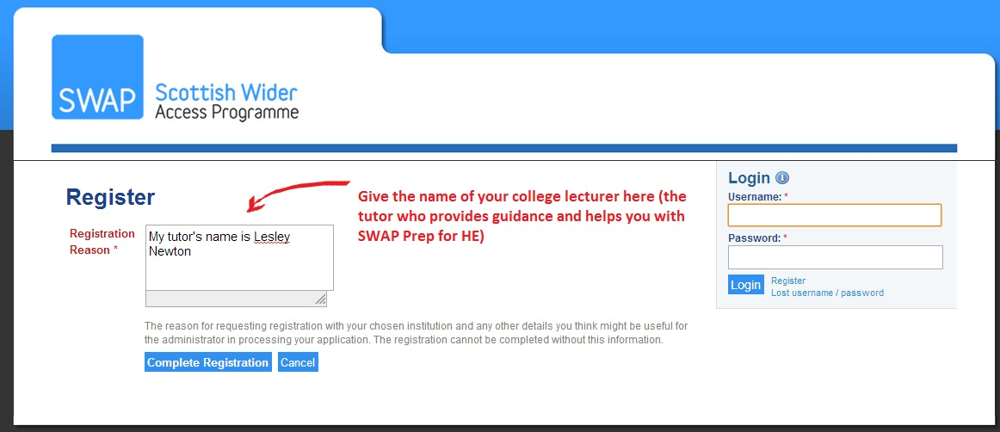 SWAP
Scottish Wider
Access Programme
Register
Give the name of your college lecturer here (the
tutor who provides guidance and helps you with
SWAP Prep for HE)
Registration
Reason *
My tutor's name is Lesley
Newton
The reason for requesting registration with your chosen institution and any other details you think might be useful for
the administrator in processing your application. The registration cannot be completed without this information.
Complete Registration
Cancel
Login
Username: *
Password: *
Login
Register
Lost username / password